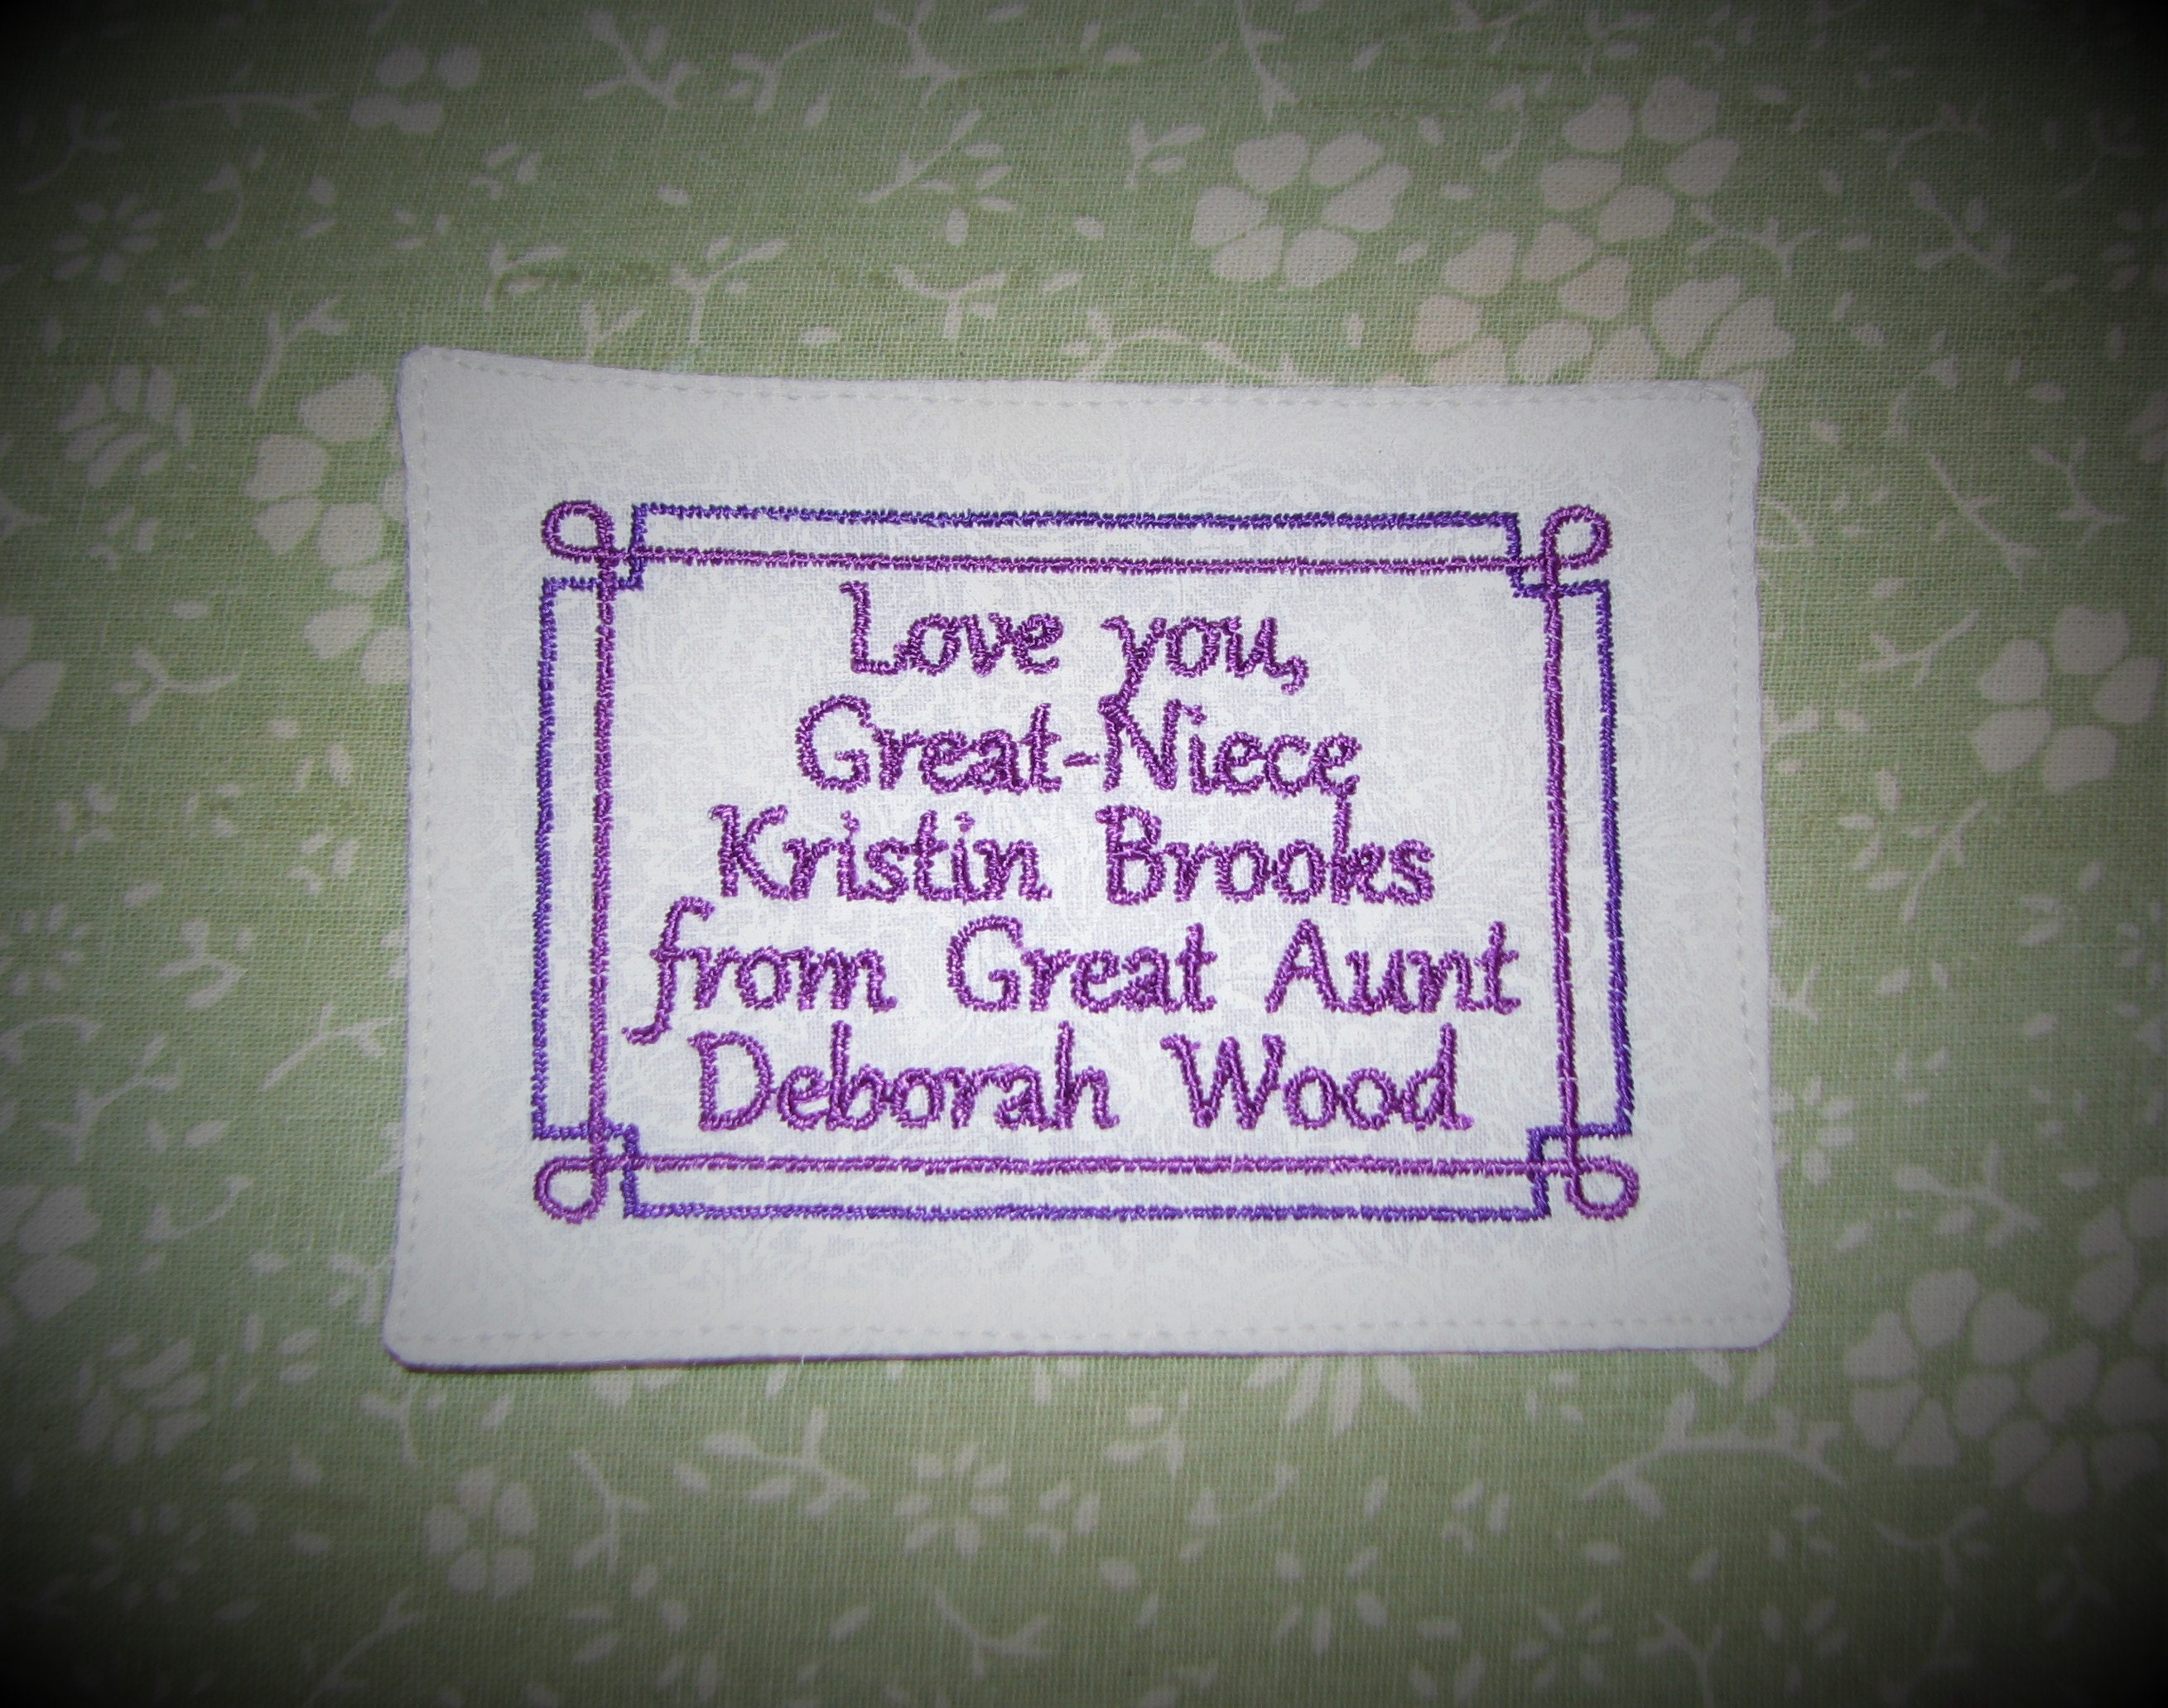 Love you,
Great-Niece
Kristin Brooks
from Great Aunt
Deborah Wood